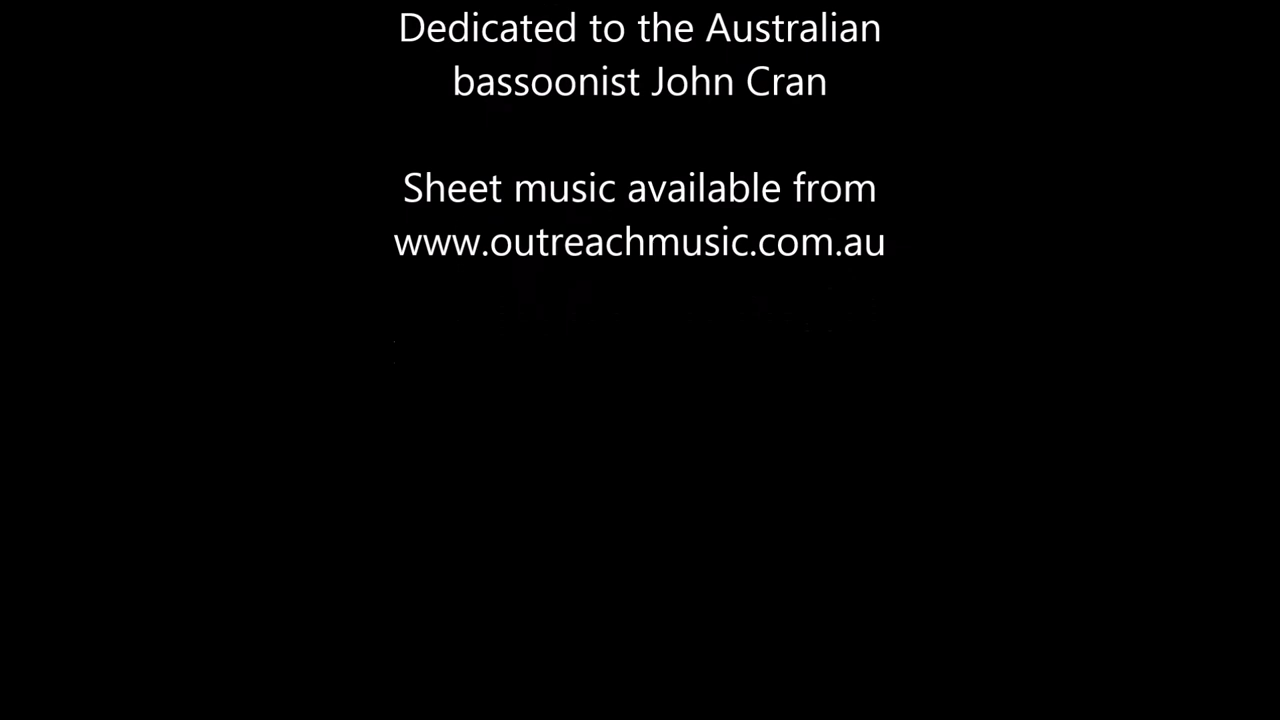 Dedicated to the Australian
bassoonist John Cran
Sheet music available from
www.outreachmusic.com.au